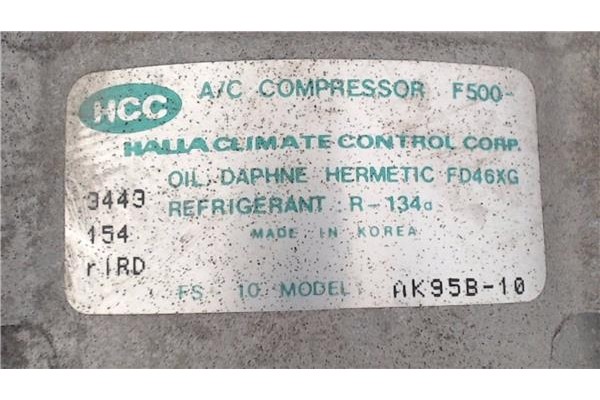 HCC A/C COMPRESSOR F500-
HALLA CLIMATE CONTROL CORP.
OIL DAPHNE HERMETIC FD46XG
3443 REFRIGERANT R-134a
154 MADE IN KOREA
rIRD
FS 10 MODEL AK95B-10